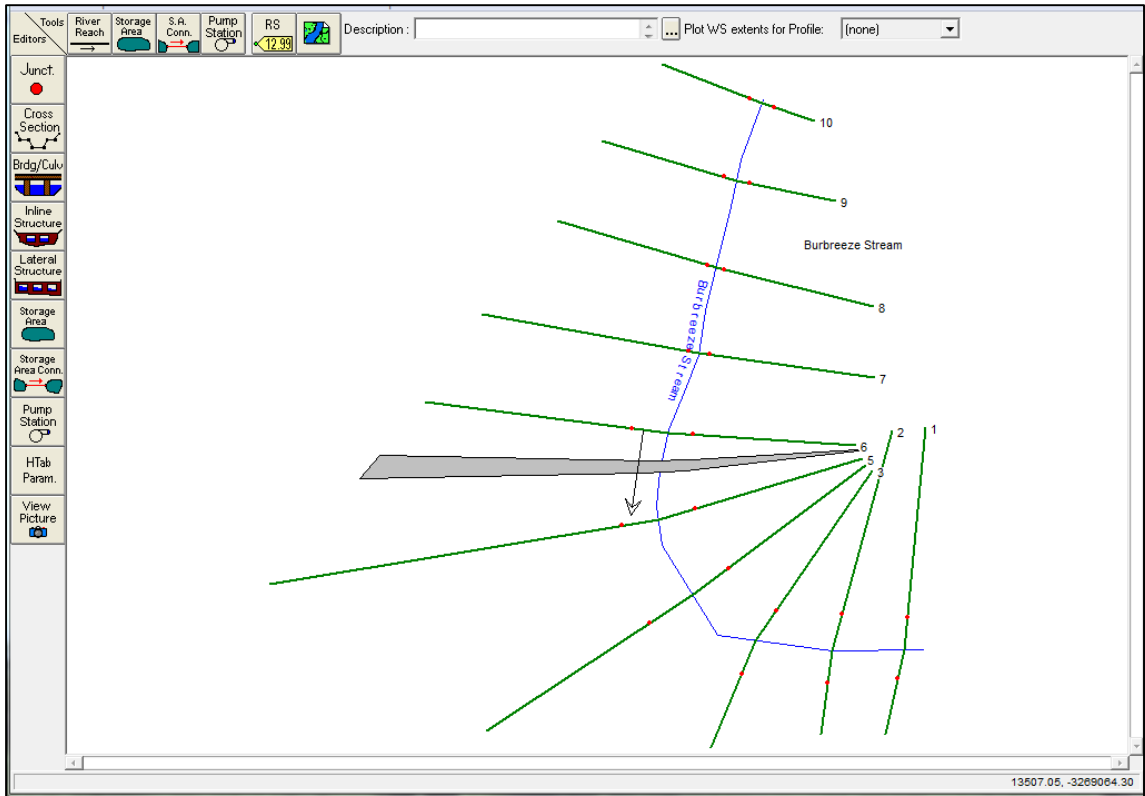 Tools
Editors
River
Reach
Storage
Area
S.A.
Conn.
Pump
Station
RS
12.99
Description :
...
Plot WS extents for Profile:
(none)
Junct.
Cross
Section
Brdg/Culv
Inline
Structure
Lateral
Structure
Storage
Area
Storage
Area Conn.
Pump
Station
HTab
Param.
View
Picture
10
9
Burbreeze Stream
8
Burbreeze Stream
7
6
5
3
2
1
13507.05, -3269064.30